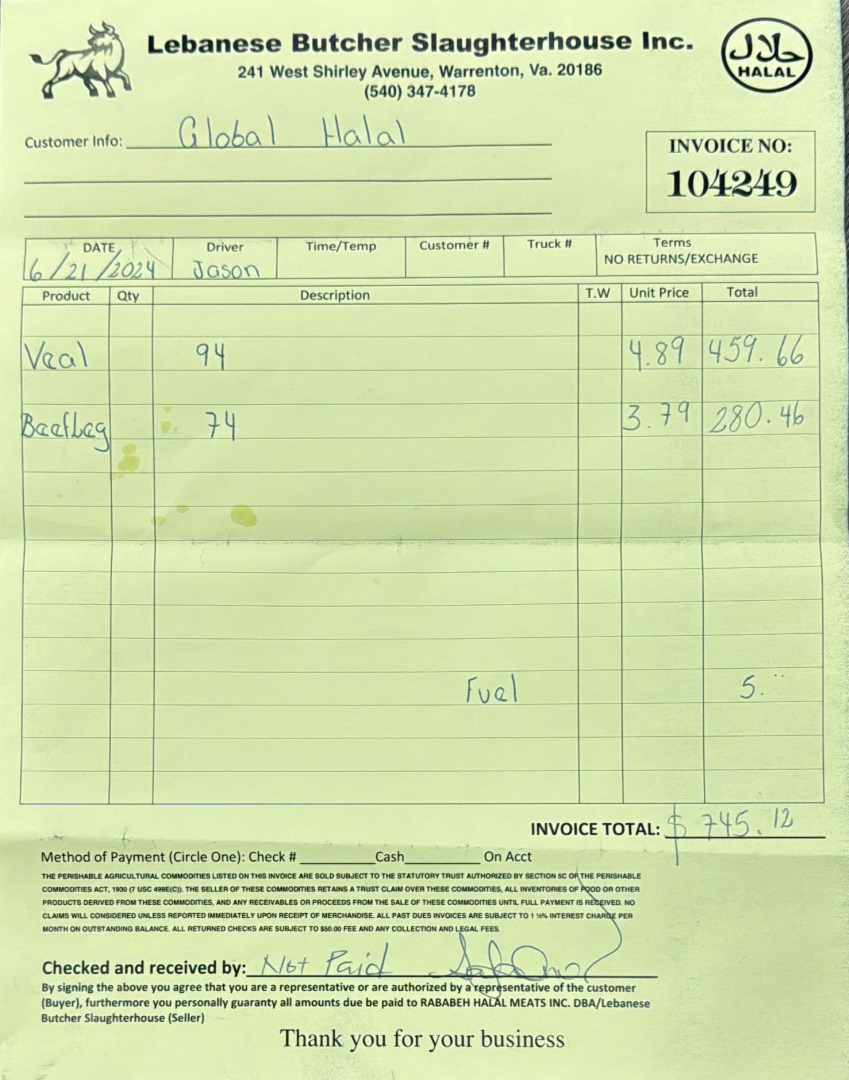 Lebanese Butcher Slaughterhouse Inc.
241 West Shirley Avenue, Warrenton, Va. 20186
(540) 347-4178
حلال
HALAL
Customer Info: Global Halal
INVOICE NO:
104249
DATE Driver Time/Temp Customer # Truck # Terms
6/21/2024 Jason NO RETURNS/EXCHANGE
Product Qty Description T.W Unit Price Total
Veal 94 4.89 459.66
Beefleg 74 3.79 280.46
Fuel 5.
INVOICE TOTAL: $ 745.12
Method of Payment (Circle One): Check # Cash On Acct
THE PERISHABLE AGRICULTURAL COMMODITIES LISTED ON THIS INVOICE ARE SOLD SUBJECT TO THE STATUTORY TRUST AUTHORIZED BY SECTION 5C OF THE PERISHABLE
COMMODITIES ACT, 1930 (7 USC 499E(C)). THE SELLER OF THESE COMMODITIES RETAINS A TRUST CLAIM OVER THESE COMMODITIES, ALL INVENTORIES OF FOOD OR OTHER
PRODUCTS DERIVED FROM THESE COMMODITIES, AND ANY RECEIVABLES OR PROCEEDS FROM THE SALE OF THESE COMMODITIES UNTIL FULL PAYMENT IS RECEIVED. NO
CLAIMS WILL CONSIDERED UNLESS REPORTED IMMEDIATELY UPON RECEIPT OF MERCHANDISE. ALL PAST DUES INVOICES ARE SUBJECT TO 1 ½% INTEREST CHARGE PER
MONTH ON OUTSTANDING BALANCE. ALL RETURNED CHECKS ARE SUBJECT TO $50.00 FEE AND ANY COLLECTION AND LEGAL FEES.
Checked and received by: Not Paid
By signing the above you agree that you are a representative or are authorized by a representative of the customer
(Buyer), furthermore you personally guaranty all amounts due be paid to RABABEH HALAL MEATS INC. DBA/Lebanese
Butcher Slaughterhouse (Seller)
Thank you for your business